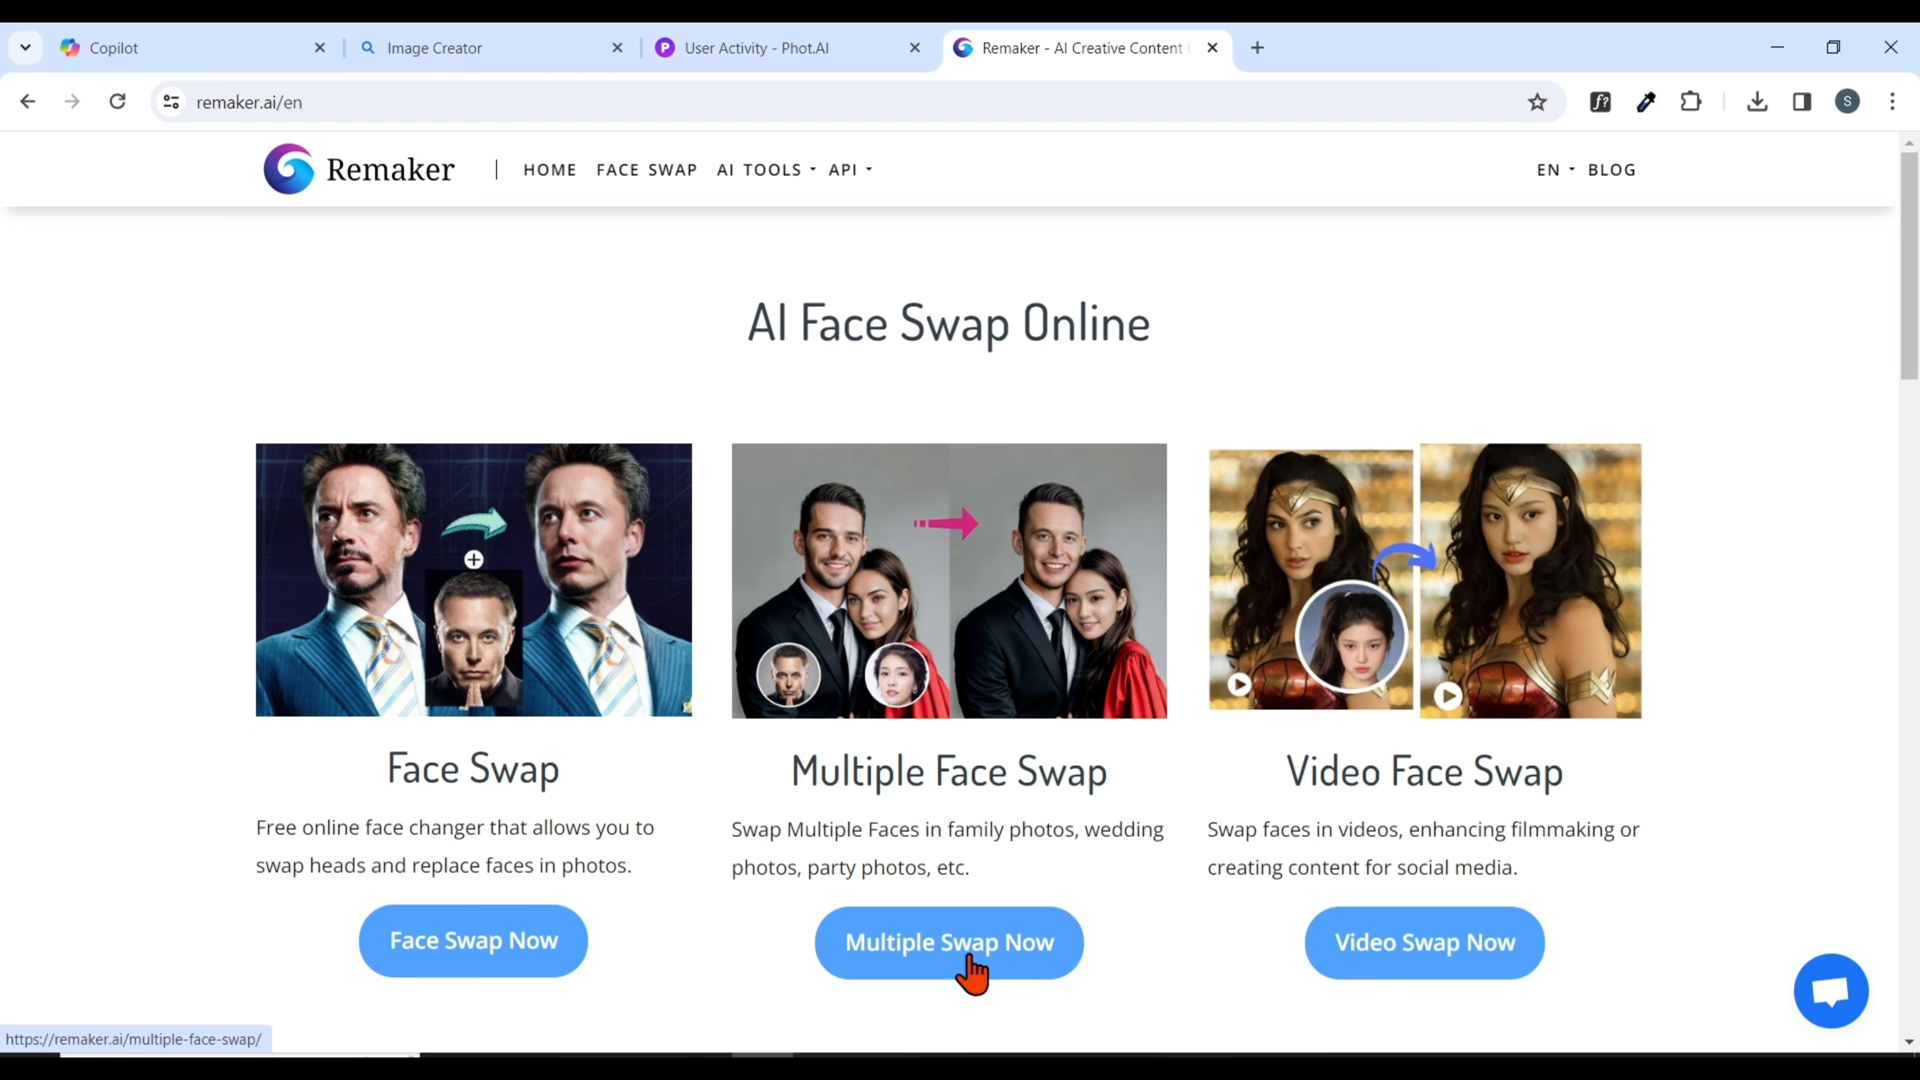 Copilot
Image Creator
User Activity - Phot.AI
Remaker - AI Creative Content
remaker.ai/en
f?
S
Remaker
HOME FACE SWAP AI TOOLS API
EN BLOG
AI Face Swap Online
Face Swap
Free online face changer that allows you to
swap heads and replace faces in photos.
Face Swap Now
Multiple Face Swap
Swap Multiple Faces in family photos, wedding
photos, party photos, etc.
Multiple Swap Now
Video Face Swap
Swap faces in videos, enhancing filmmaking or
creating content for social media.
Video Swap Now
https://remaker.ai/multiple-face-swap/